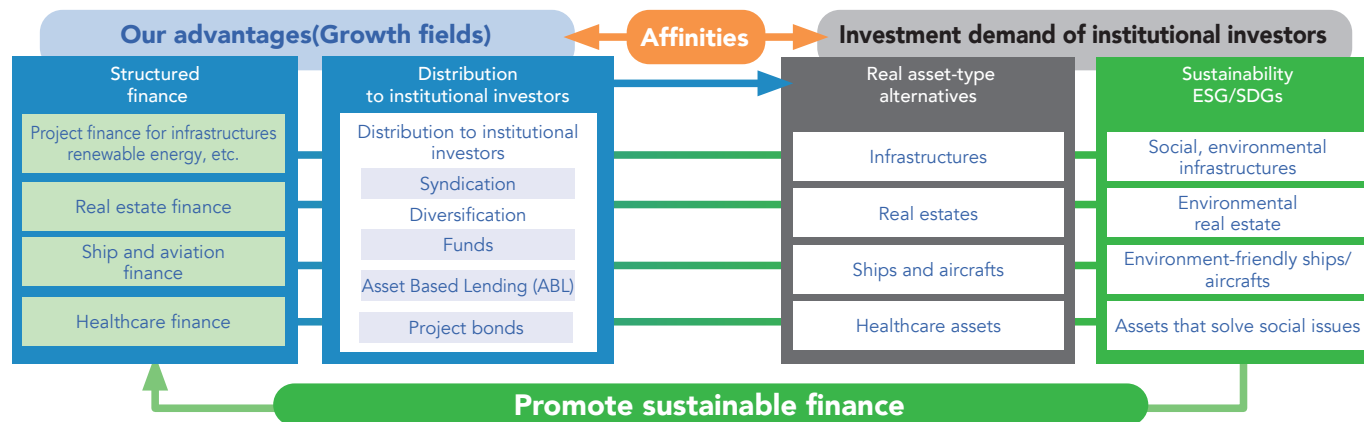 Our advantages(Growth fields)
Affinities
Investment demand of institutional investors
Structured
finance
Project finance for infrastructures
renewable energy, etc.
Real estate finance
Ship and aviation
finance
Healthcare finance
Distribution
to institutional investors
Distribution to institutional
investors
Syndication
Diversification
Funds
Asset Based Lending (ABL)
Project bonds
Real asset-type
alternatives
Infrastructures
Real estates
Ships and aircrafts
Healthcare assets
Sustainability
ESG/SDGs
Social, environmental
infrastructures
Environmental
real estate
Environment-friendly ships/
aircrafts
Assets that solve social issues
Promote sustainable finance